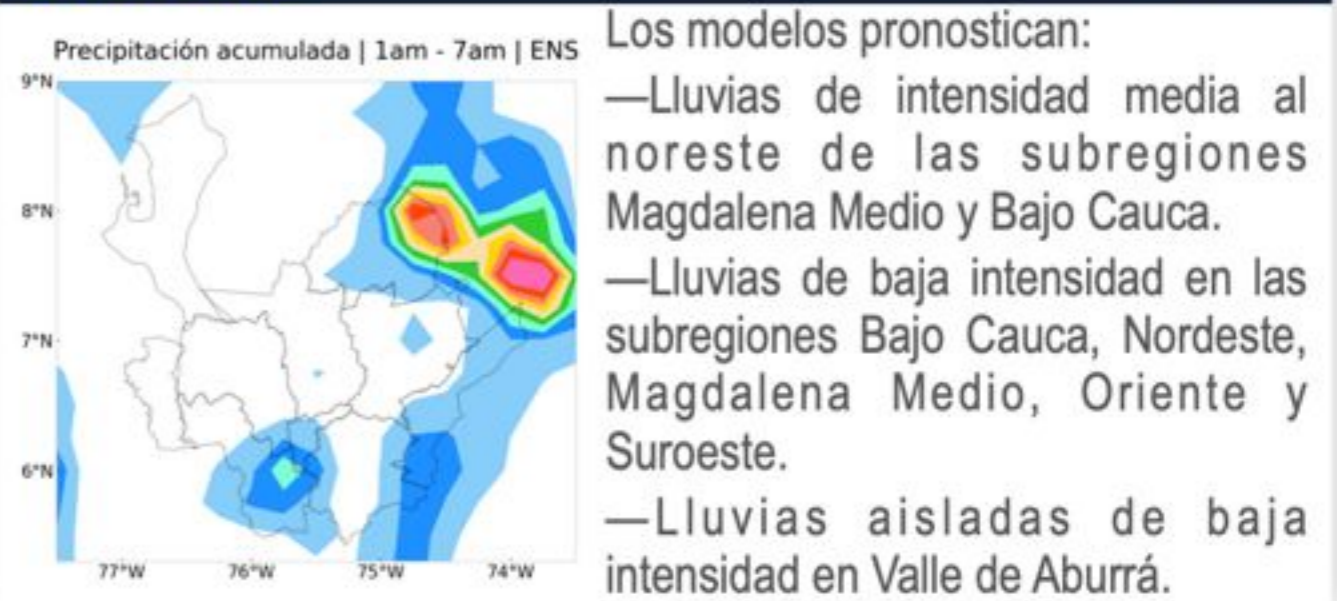 Precipitación acumulada | 1am - 7am | ENS
9°N
8°N
7°N
6°N
77°W 76°W 75°W 74°W
Los modelos pronostican:
—Lluvias de intensidad media al
noreste de las subregiones
Magdalena Medio y Bajo Cauca.
—Lluvias de baja intensidad en las
subregiones Bajo Cauca, Nordeste,
Magdalena Medio, Oriente y
Suroeste.
—Lluvias aisladas de baja
intensidad en Valle de Aburrá.